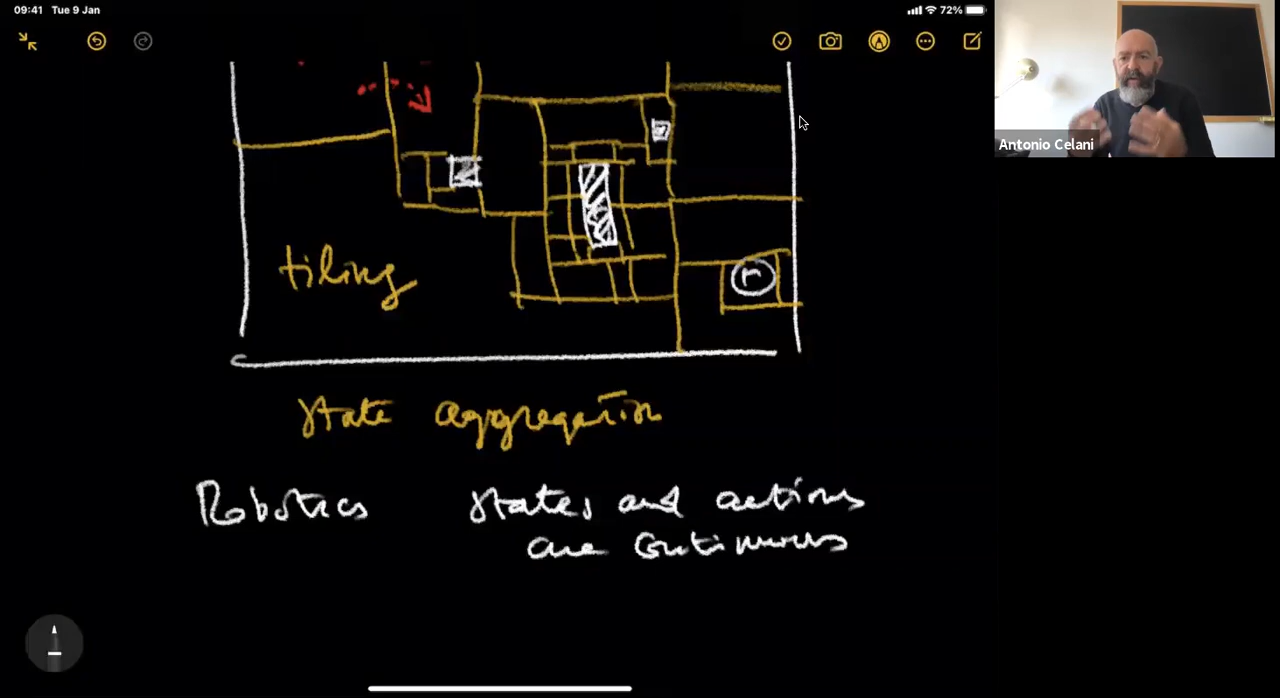 09:41 Tue 9 Jan
72%
Antonio Celani
r
tiling
state aggregation
Robotics states and actions
are continuous